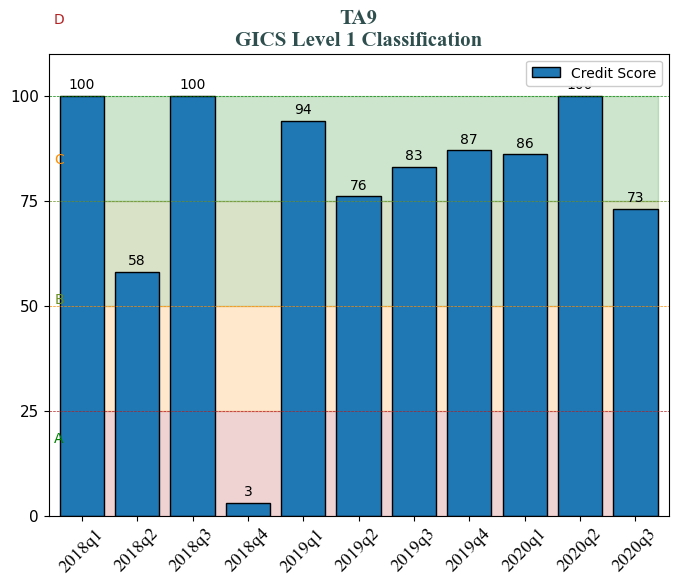 D
TA9
GICS Level 1 Classification
Credit Score
100
100
100
94
C
76
83
87
86
73
58
B
A
3
100
75
50
25
0
2018q1
2018q2
2018q3
2018q4
2019q1
2019q2
2019q3
2019q4
2020q1
2020q2
2020q3